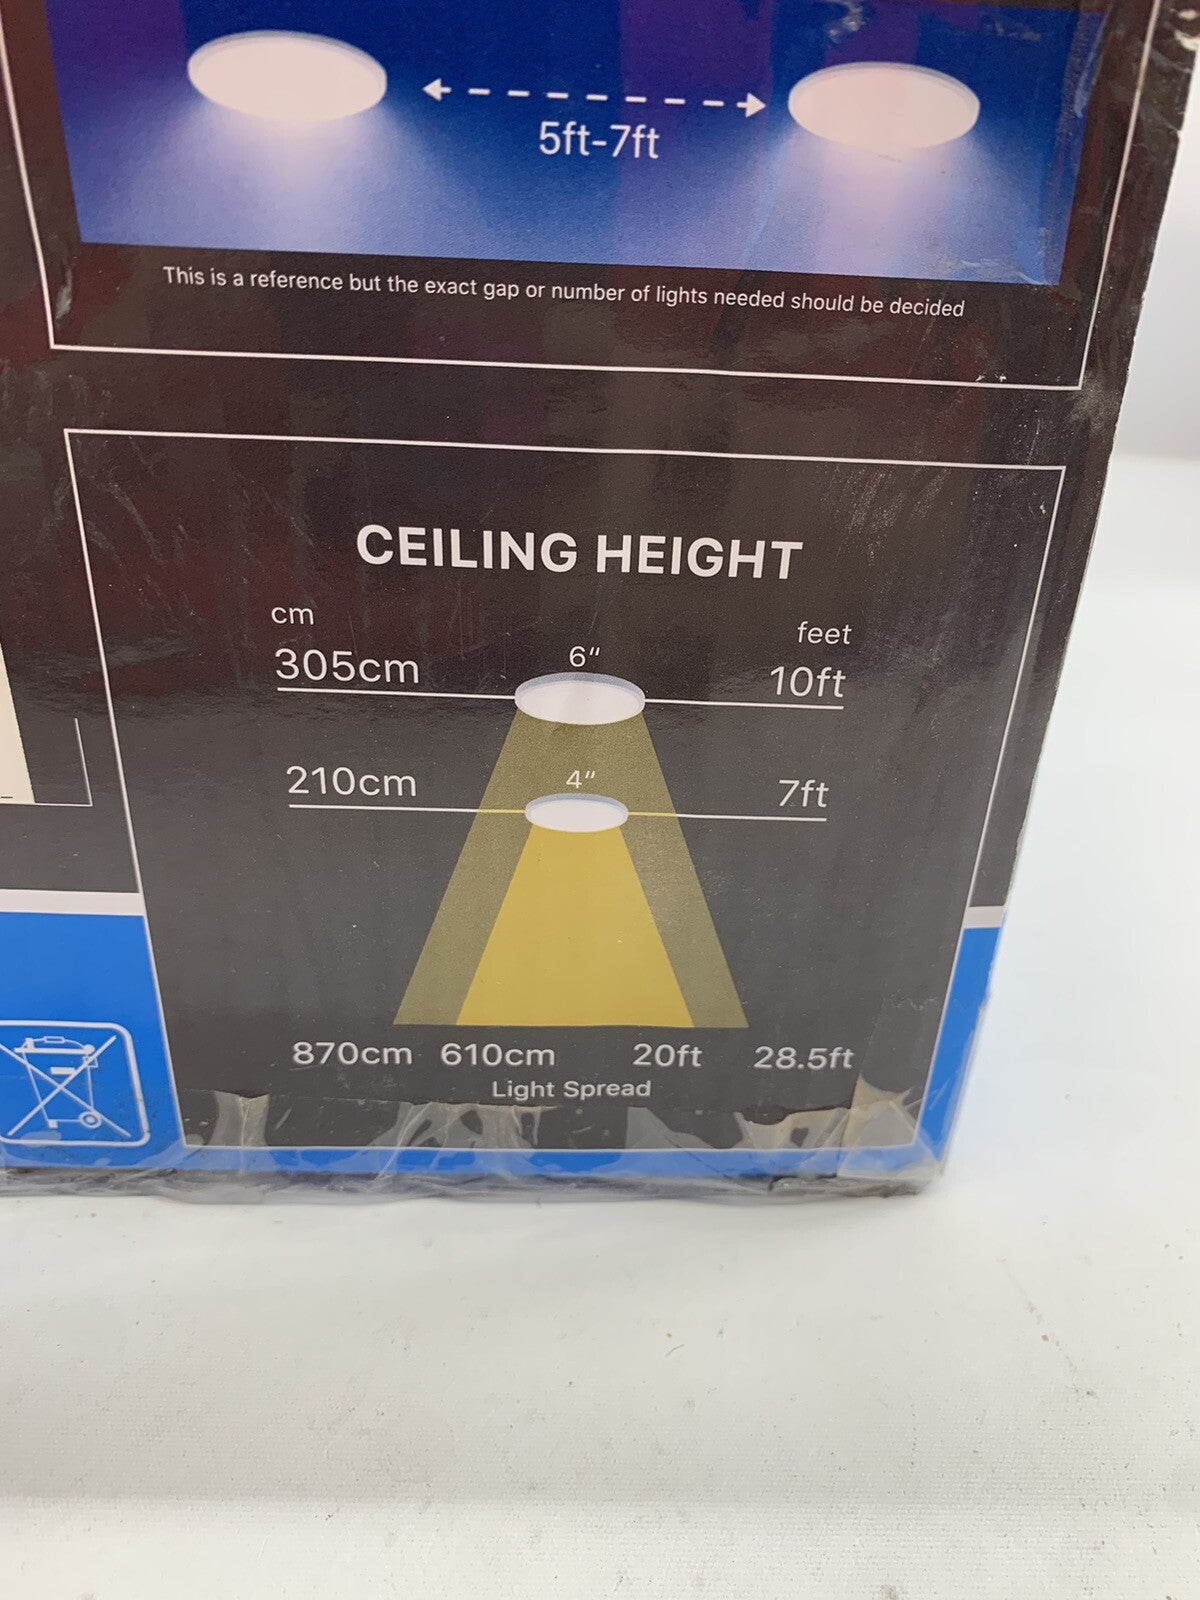 5ft-7ft
This is a reference but the exact gap or number of lights needed should be decided
CEILING HEIGHT
cm
feet
305cm
6"
10ft
210cm
4"
7ft
870cm 610cm 20ft 28.5ft
Light Spread